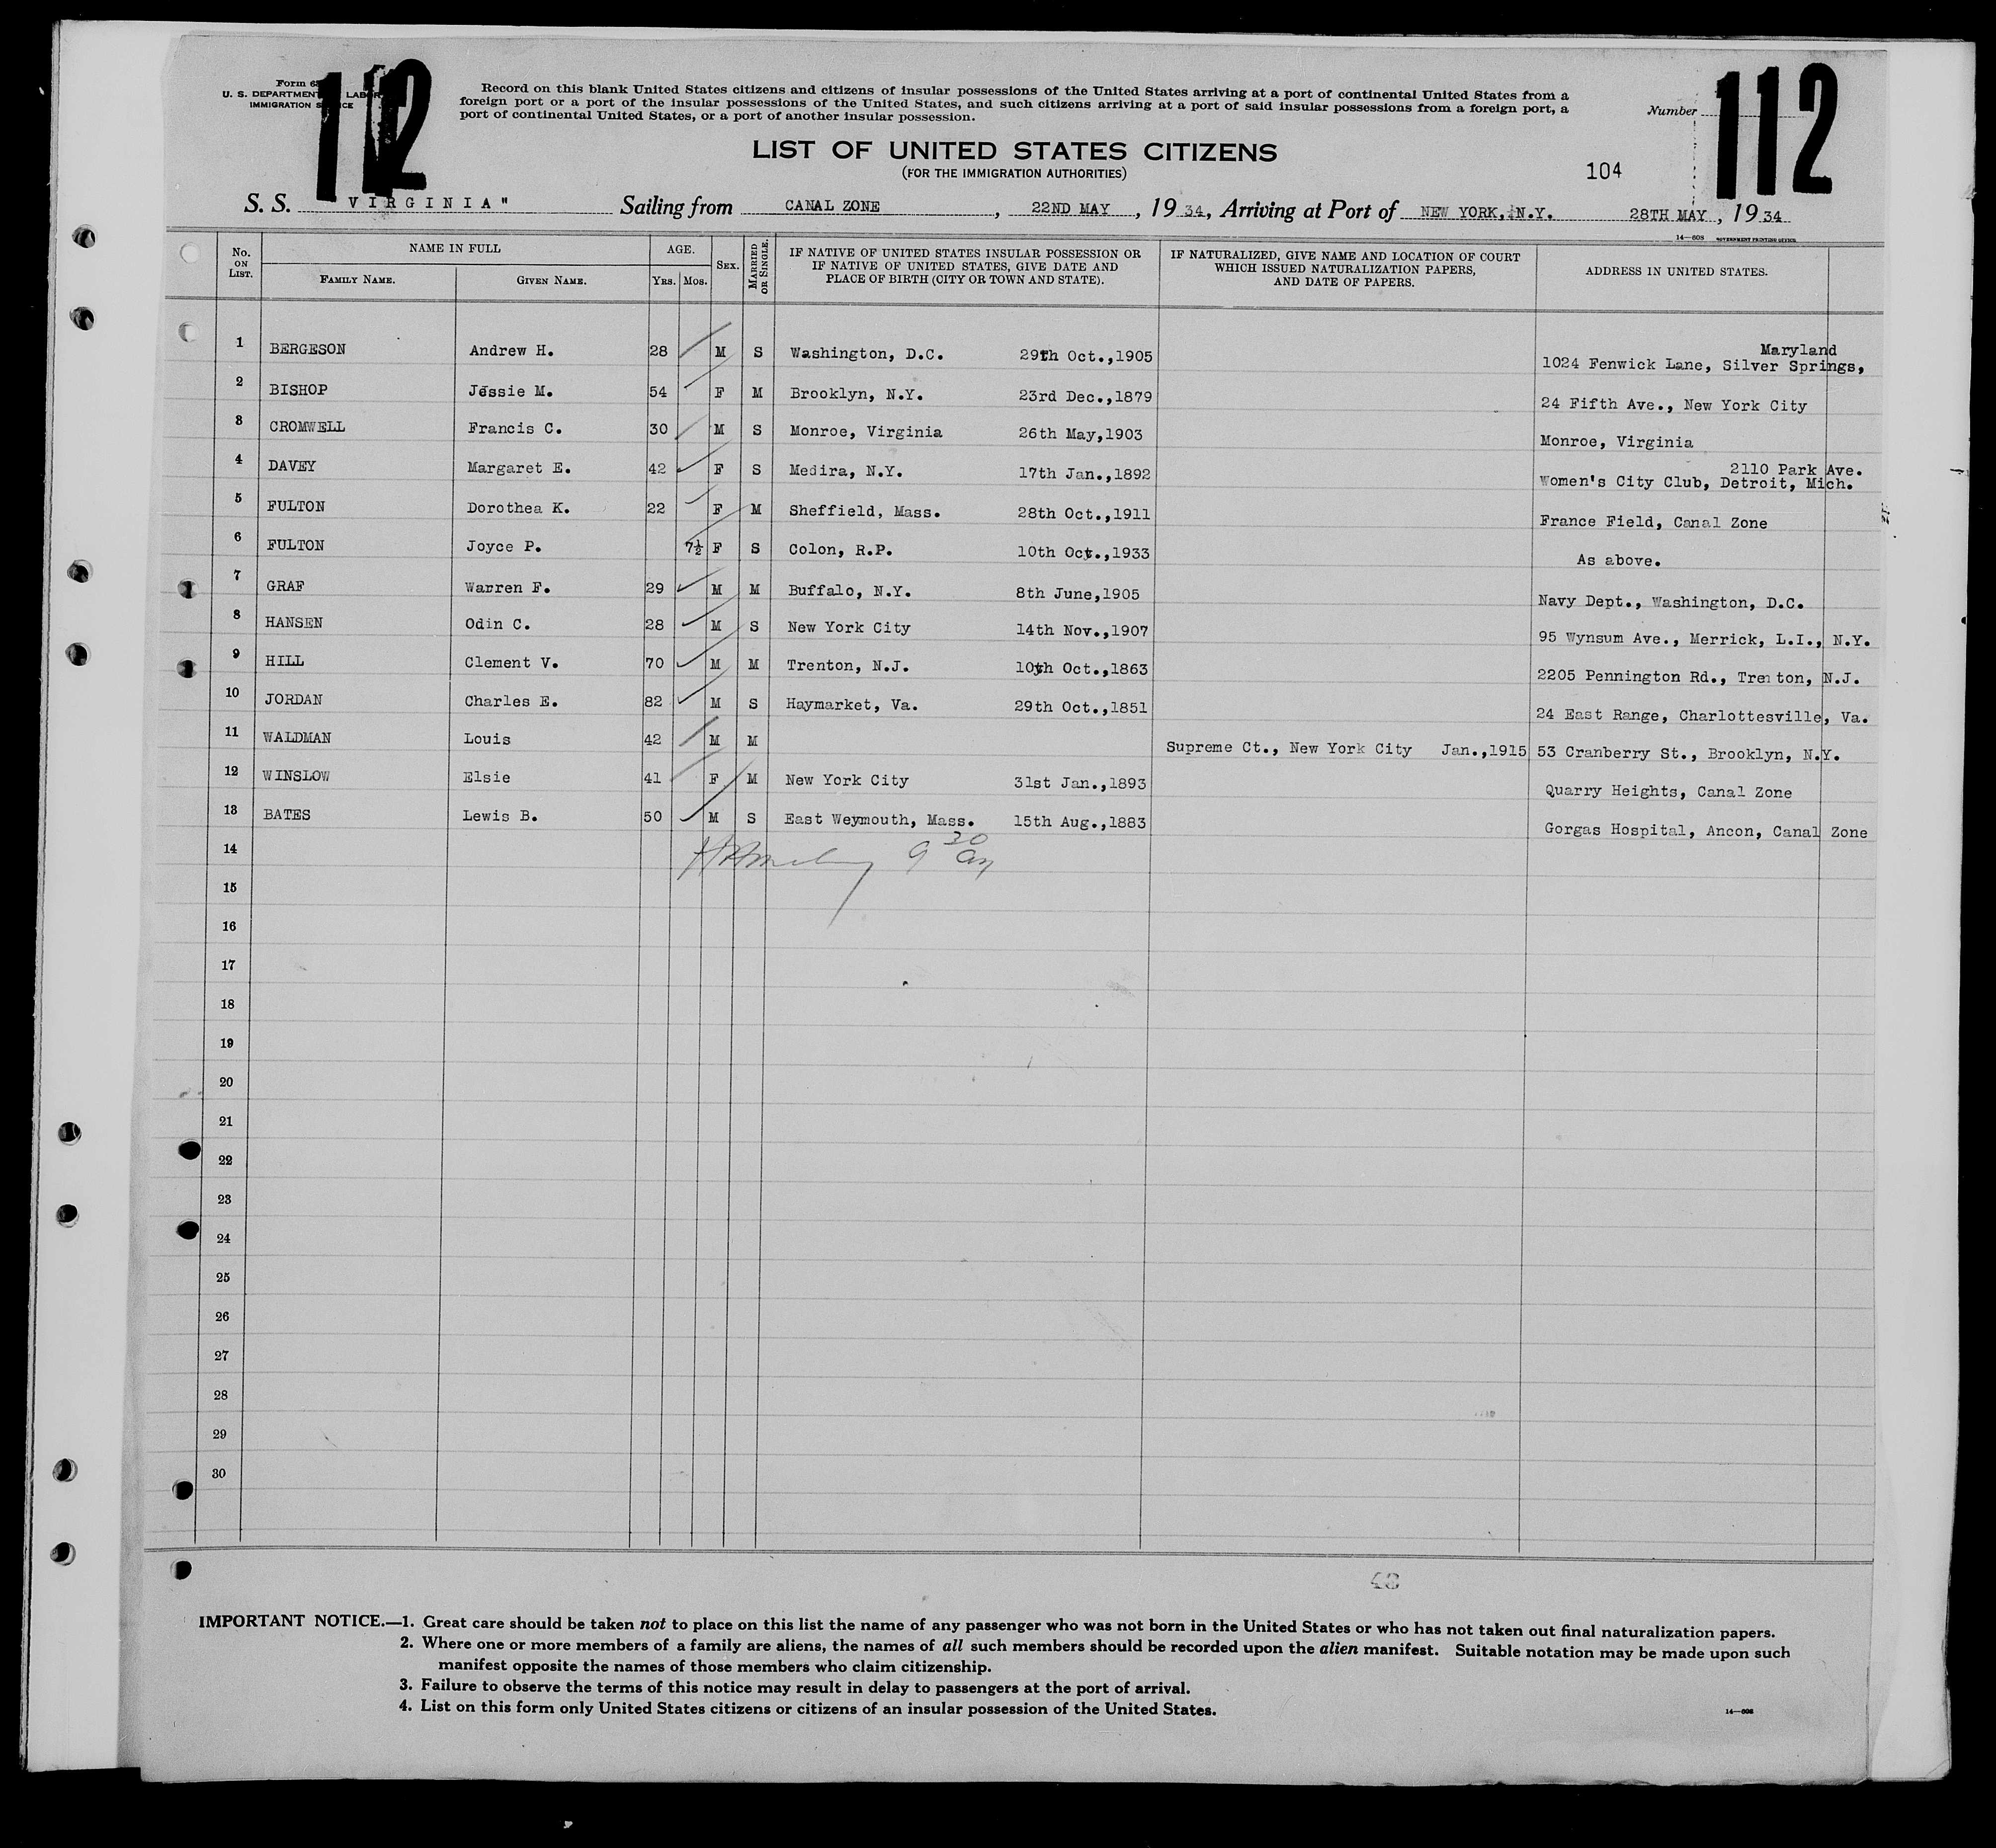 Form 6
U. S. DEPARTMENT LABOR
IMMIGRATION SERVICE
112
Record on this blank United States citizens and citizens of insular possessions of the United States arriving at a port of continental United States from a
foreign port or a port of the insular possessions of the United States, and such citizens arriving at a port of said insular possessions from a foreign port, a
port of continental United States, or a port of another insular possession.
Number
112
LIST OF UNITED STATES CITIZENS
(FOR THE IMMIGRATION AUTHORITIES)
104
S. S. VIRGINIA" Sailing from CANAL ZONE, 22ND MAY, 1934, Arriving at Port of NEW YORK, N.Y. 28TH MAY, 1934
14—608 GOVERNMENT PRINTING OFFICE
No. ON LIST. NAME IN FULL FAMILY NAME. GIVEN NAME. AGE. YRS. MOS. SEX. MARRIED OR SINGLE. IF NATIVE OF UNITED STATES INSULAR POSSESSION OR IF NATIVE OF UNITED STATES, GIVE DATE AND PLACE OF BIRTH (CITY OR TOWN AND STATE). IF NATURALIZED, GIVE NAME AND LOCATION OF COURT WHICH ISSUED NATURALIZATION PAPERS, AND DATE OF PAPERS. ADDRESS IN UNITED STATES.
1 BERGESON Andrew H. 28 M S Washington, D.C. 29th Oct.,1905 1024 Fenwick Lane, Silver Springs, Maryland
2 BISHOP Jessie M. 54 F M Brooklyn, N.Y. 23rd Dec.,1879 24 Fifth Ave., New York City
3 CROMWELL Francis C. 30 M S Monroe, Virginia 26th May,1903 Monroe, Virginia
4 DAVEY Margaret E. 42 F S Medira, N.Y. 17th Jan.,1892 2110 Park Ave. Women's City Club, Detroit, Mich.
5 FULTON Dorothea K. 22 F M Sheffield, Mass. 28th Oct.,1911 France Field, Canal Zone
6 FULTON Joyce P. 7½ F S Colon, R.P. 10th Oct.,1933 As above.
7 GRAF Warren F. 29 M M Buffalo, N.Y. 8th June,1905 Navy Dept., Washington, D.C.
8 HANSEN Odin C. 28 M S New York City 14th Nov.,1907 95 Wynsum Ave., Merrick, L.I., N.Y.
9 HILL Clement V. 70 M M Trenton, N.J. 10th Oct.,1863 2205 Pennington Rd., Trenton, N.J.
10 JORDAN Charles E. 82 M S Haymarket, Va. 29th Oct.,1851 24 East Range, Charlottesville, Va.
11 WALDMAN Louis 42 M M Supreme Ct., New York City Jan.,1915 53 Cranberry St., Brooklyn, N.Y.
12 WINSLOW Elsie 41 F M New York City 31st Jan.,1893 Quarry Heights, Canal Zone
13 BATES Lewis B. 50 M S East Weymouth, Mass. 15th Aug.,1883 Gorgas Hospital, Ancon, Canal Zone
14 9 30
15
16
17
18
19
20
21
22
23
24
25
26
27
28
29
30
48
IMPORTANT NOTICE.—1. Great care should be taken not to place on this list the name of any passenger who was not born in the United States or who has not taken out final naturalization papers.
2. Where one or more members of a family are aliens, the names of all such members should be recorded upon the alien manifest. Suitable notation may be made upon such
manifest opposite the names of those members who claim citizenship.
3. Failure to observe the terms of this notice may result in delay to passengers at the port of arrival.
4. List on this form only United States citizens or citizens of an insular possession of the United States.
14—608